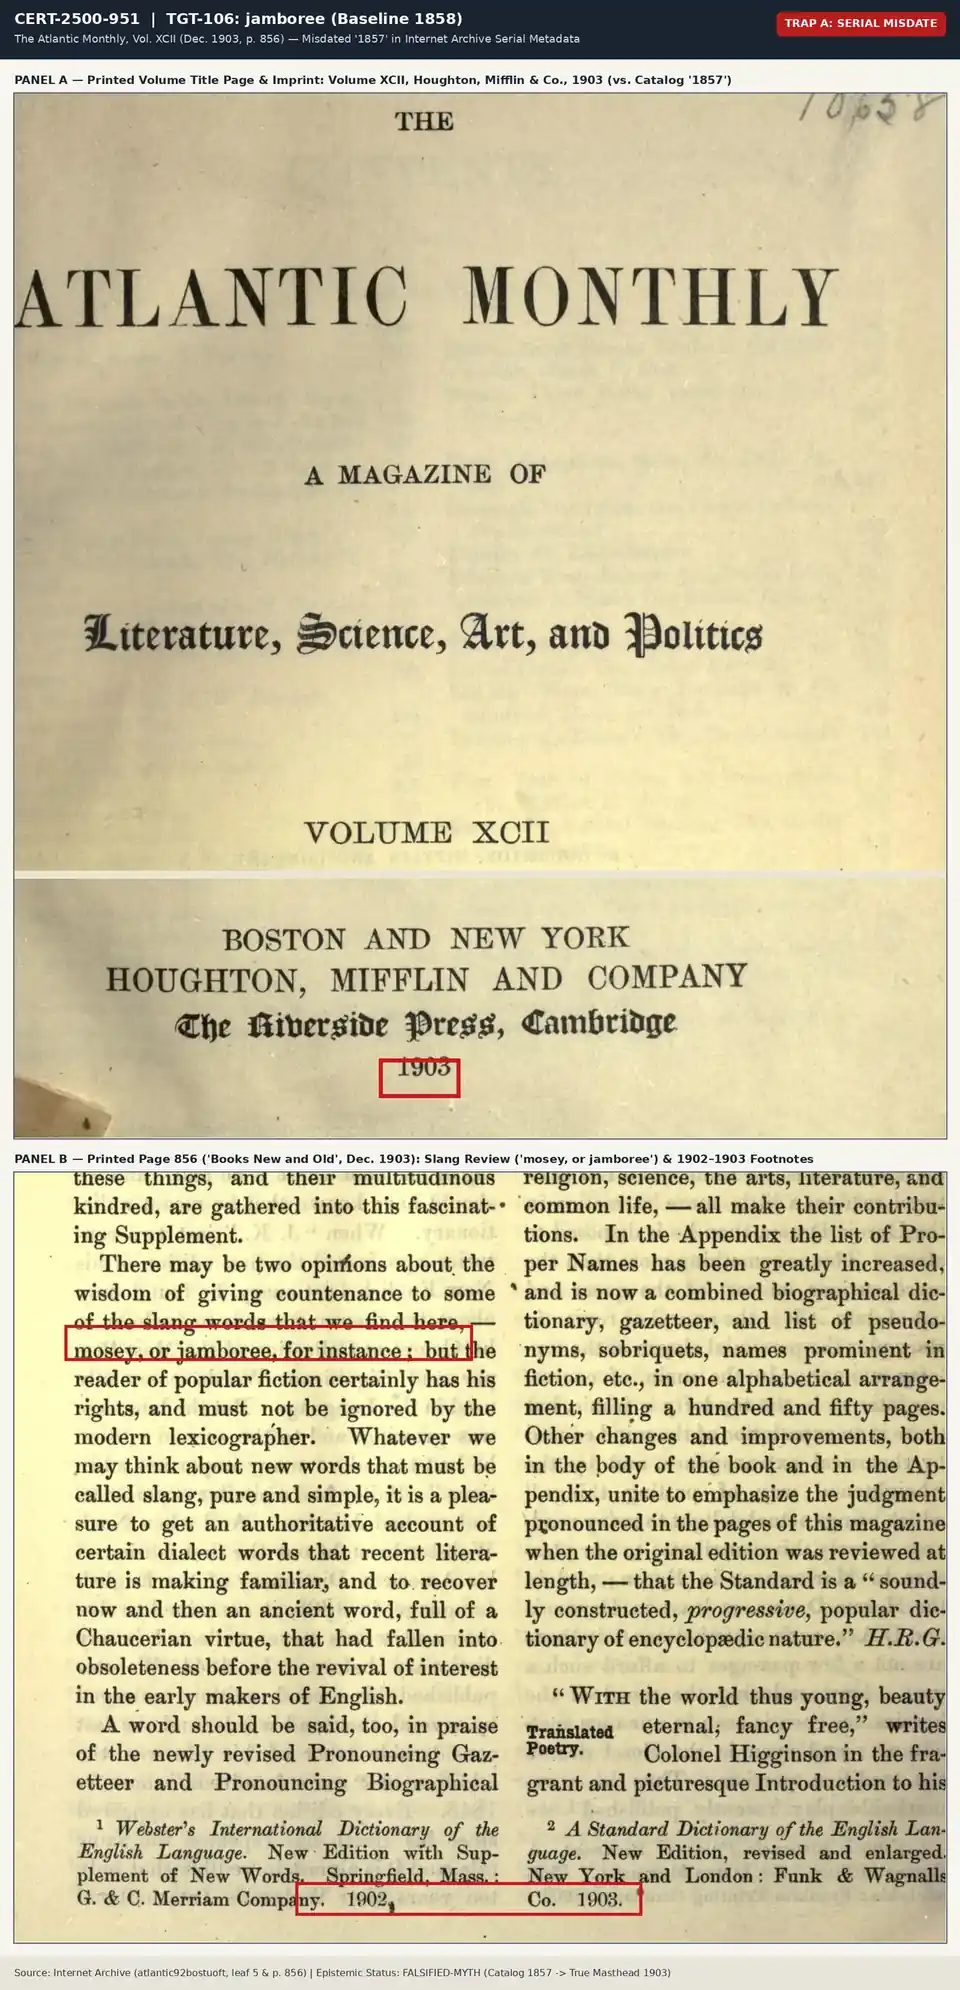 CERT-2500-951 | TGT-106: jamboree (Baseline 1858)
The Atlantic Monthly, Vol. XCII (Dec. 1903, p. 856) — Misdated '1857' in Internet Archive Serial Metadata
TRAP A: SERIAL MISDATE
PANEL A — Printed Volume Title Page & Imprint: Volume XCII, Houghton, Mifflin & Co., 1903 (vs. Catalog '1857')
THE
ATLANTIC MONTHLY
A MAGAZINE OF
Literature, Science, Art, and Politics
VOLUME XCII
BOSTON AND NEW YORK
HOUGHTON, MIFFLIN AND COMPANY
The Riverside Press, Cambridge
1903
PANEL B — Printed Page 856 ('Books New and Old', Dec. 1903): Slang Review ('mosey, or jamboree') & 1902–1903 Footnotes
these things, and their multitudinous
kindred, are gathered into this fascinat-
ing Supplement.
There may be two opinions about the
wisdom of giving countenance to some
of the slang words that we find here, —
mosey, or jamboree, for instance; but the
reader of popular fiction certainly has his
rights, and must not be ignored by the
modern lexicographer. Whatever we
may think about new words that must be
called slang, pure and simple, it is a plea-
sure to get an authoritative account of
certain dialect words that recent litera-
ture is making familiar, and to recover
now and then an ancient word, full of a
Chaucerian virtue, that had fallen into
obsoleteness before the revival of interest
in the early makers of English.
A word should be said, too, in praise
of the newly revised Pronouncing Gaz-
etteer and Pronouncing Biographical
1 Webster's International Dictionary of the
English Language. New Edition with Sup-
plement of New Words. Springfield, Mass.:
G. & C. Merriam Company. 1902.
religion, science, the arts, literature, and
common life, — all make their contribu-
tions. In the Appendix the list of Pro-
per Names has been greatly increased,
and is now a combined biographical dic-
tionary, gazetteer, and list of pseudo-
nyms, sobriquets, names prominent in
fiction, etc., in one alphabetical arrange-
ment, filling a hundred and fifty pages.
Other changes and improvements, both
in the body of the book and in the Ap-
pendix, unite to emphasize the judgment
pronounced in the pages of this magazine
when the original edition was reviewed at
length, — that the Standard is a "sound-
ly constructed, progressive, popular dic-
tionary of encyclopædic nature." H.R.G.
"WITH the world thus young, beauty
Translated
Poetry.
eternal, fancy free," writes
Colonel Higginson in the fra-
grant and picturesque Introduction to his
2 A Standard Dictionary of the English Lan-
guage. New Edition, revised and enlarged.
New York and London: Funk & Wagnalls
Co. 1903.
Source: Internet Archive (atlantic92bostuoft, leaf 5 & p. 856) | Epistemic Status: FALSIFIED-MYTH (Catalog 1857 -> True Masthead 1903)